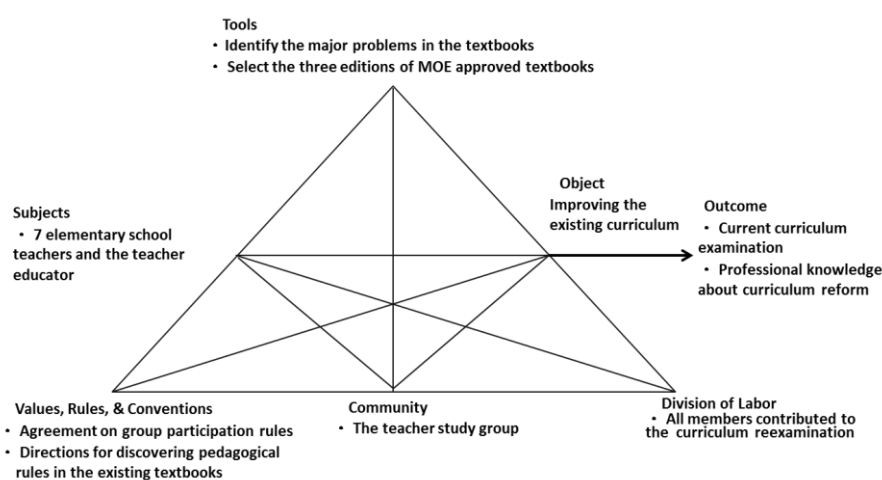 Tools
・ Identify the major problems in the textbooks
・ Select the three editions of MOE approved textbooks
Object
Improving the
existing curriculum
Outcome
・ Current curriculum
examination
・ Professional knowledge
about curriculum reform
Subjects
・ 7 elementary school
teachers and the teacher
educator
Values, Rules, & Conventions
・ Agreement on group participation rules
・ Directions for discovering pedagogical
rules in the existing textbooks
Community
・ The teacher study group
Division of Labor
・ All members contributed to
the curriculum reexamination